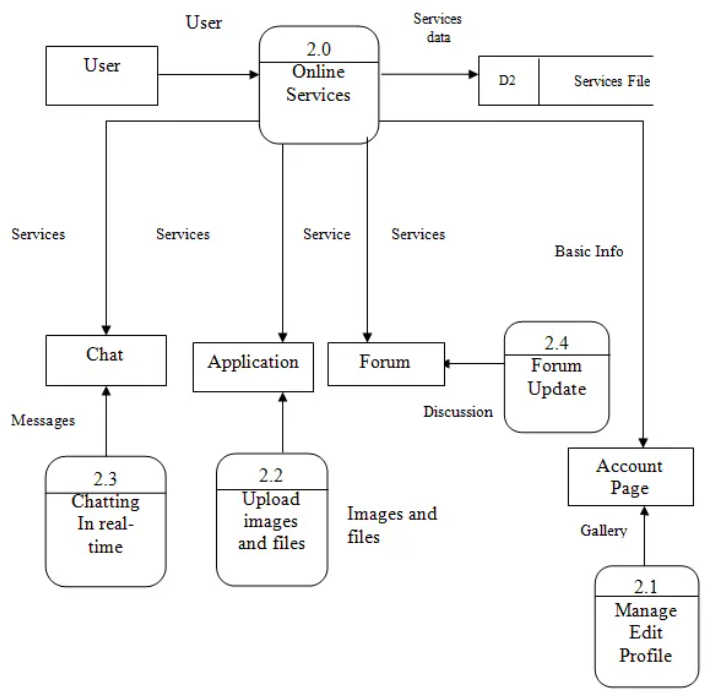 User
Services
data
User
2.0
Online
Services
D2
Services File
Services
Services
Service
Services
Basic Info
Chat
Application
Forum
2.4
Forum
Update
Messages
Discussion
Account
Page
2.3
Chatting
In real-
time
2.2
Upload
images
and files
Images and
files
Gallery
2.1
Manage
Edit
Profile